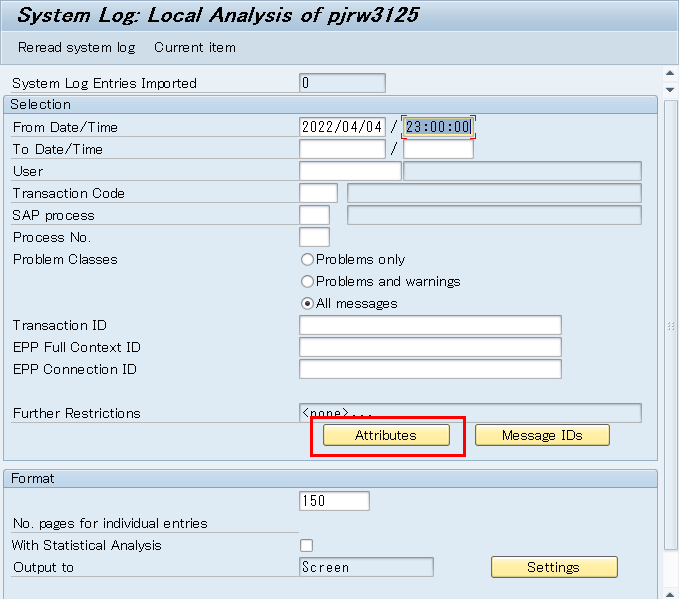 System Log: Local Analysis of pjrw3125
Reread system log Current item
System Log Entries Imported 0
Selection
From Date/Time 2022/04/04 / 23:00:00
To Date/Time /
User
Transaction Code
SAP process
Process No.
Problem Classes Problems only
Problems and warnings
All messages
Transaction ID
EPP Full Context ID
EPP Connection ID
Further Restrictions <none>...
Attributes Message IDs
Format
150
No. pages for individual entries
With Statistical Analysis
Output to Screen Settings